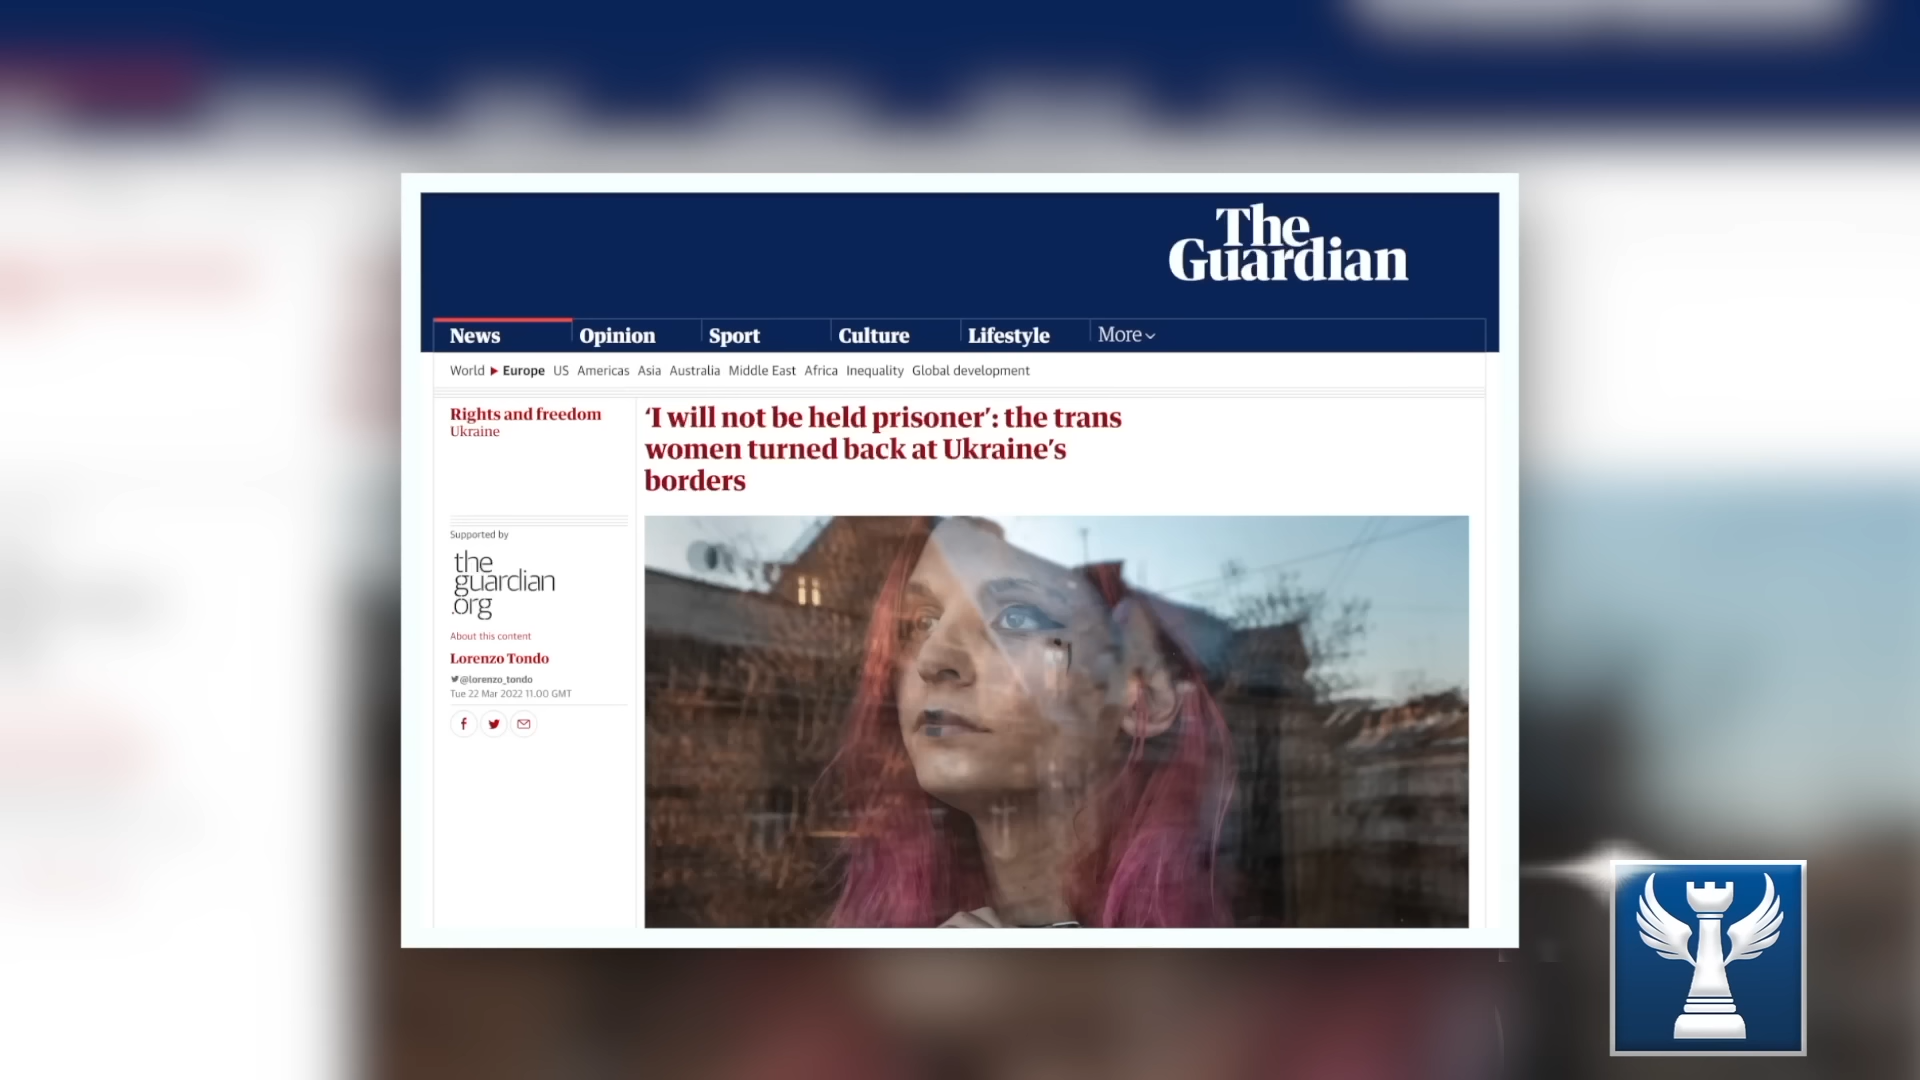 The
Guardian
News Opinion Sport Culture Lifestyle More
World Europe US Americas Asia Australia Middle East Africa Inequality Global development
Rights and freedom
Ukraine
‘I will not be held prisoner’: the trans
women turned back at Ukraine’s
borders
Supported by
the
guardian
.org
About this content
Lorenzo Tondo
@lorenzo_tondo
Tue 22 Mar 2022 11.00 GMT